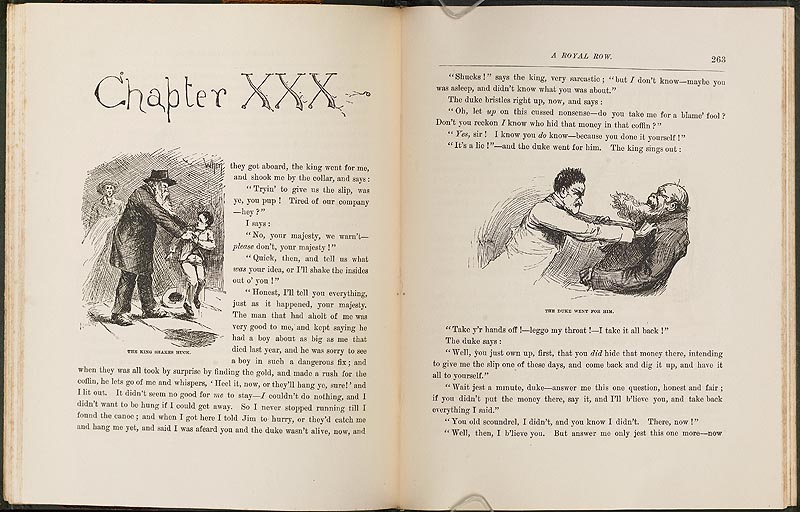 Chapter XXX
When they got aboard, the king went for me,
and shook me by the collar, and says:
"Tryin' to give us the slip, was
ye, you pup! Tired of our company
—hey?"
I says:
"No, your majesty, we warn't—
please don't, your majesty!"
"Quick, then, and tell us what
was your idea, or I'll shake the insides
out o' you!"
"Honest, I'll tell you everything,
just as it happened, your majesty.
The man that had aholt of me was
very good to me, and kept saying he
had a boy about as big as me that
died last year, and he was sorry to see
a boy in such a dangerous fix; and
when they was all took by surprise by finding the gold, and made a rush for the
coffin, he lets go of me and whispers, 'Heel it, now, or they'll hang ye, sure!' and
I lit out. It didn't seem no good for me to stay—I couldn't do nothing, and I
didn't want to be hung if I could get away. So I never stopped running till I
found the canoe; and when I got here I told Jim to hurry, or they'd catch me
and hang me yet, and said I was afeard you and the duke wasn't alive, now, and
THE KING SHAKES HUCK.
A ROYAL ROW. 263
"Shucks!" says the king, very sarcastic; "but I don't know—maybe you
was asleep, and didn't know what you was about."
The duke bristles right up, now, and says:
"Oh, let up on this cussed nonsense—do you take me for a blame' fool?
Don't you reckon I know who hid that money in that coffin?"
"Yes, sir! I know you do know—because you done it yourself!"
"It's a lie!"—and the duke went for him. The king sings out:
THE DUKE WENT FOR HIM.
"Take y'r hands off!—leggo my throat!—I take it all back!"
The duke says:
"Well, you just own up, first, that you did hide that money there, intending
to give me the slip one of these days, and come back and dig it up, and have it
all to yourself."
"Wait jest a minute, duke—answer me this one question, honest and fair;
if you didn't put the money there, say it, and I'll b'lieve you, and take back
everything I said."
"You old scoundrel, I didn't, and you know I didn't. There, now!"
"Well, then, I b'lieve you. But answer me only jest this one more—now